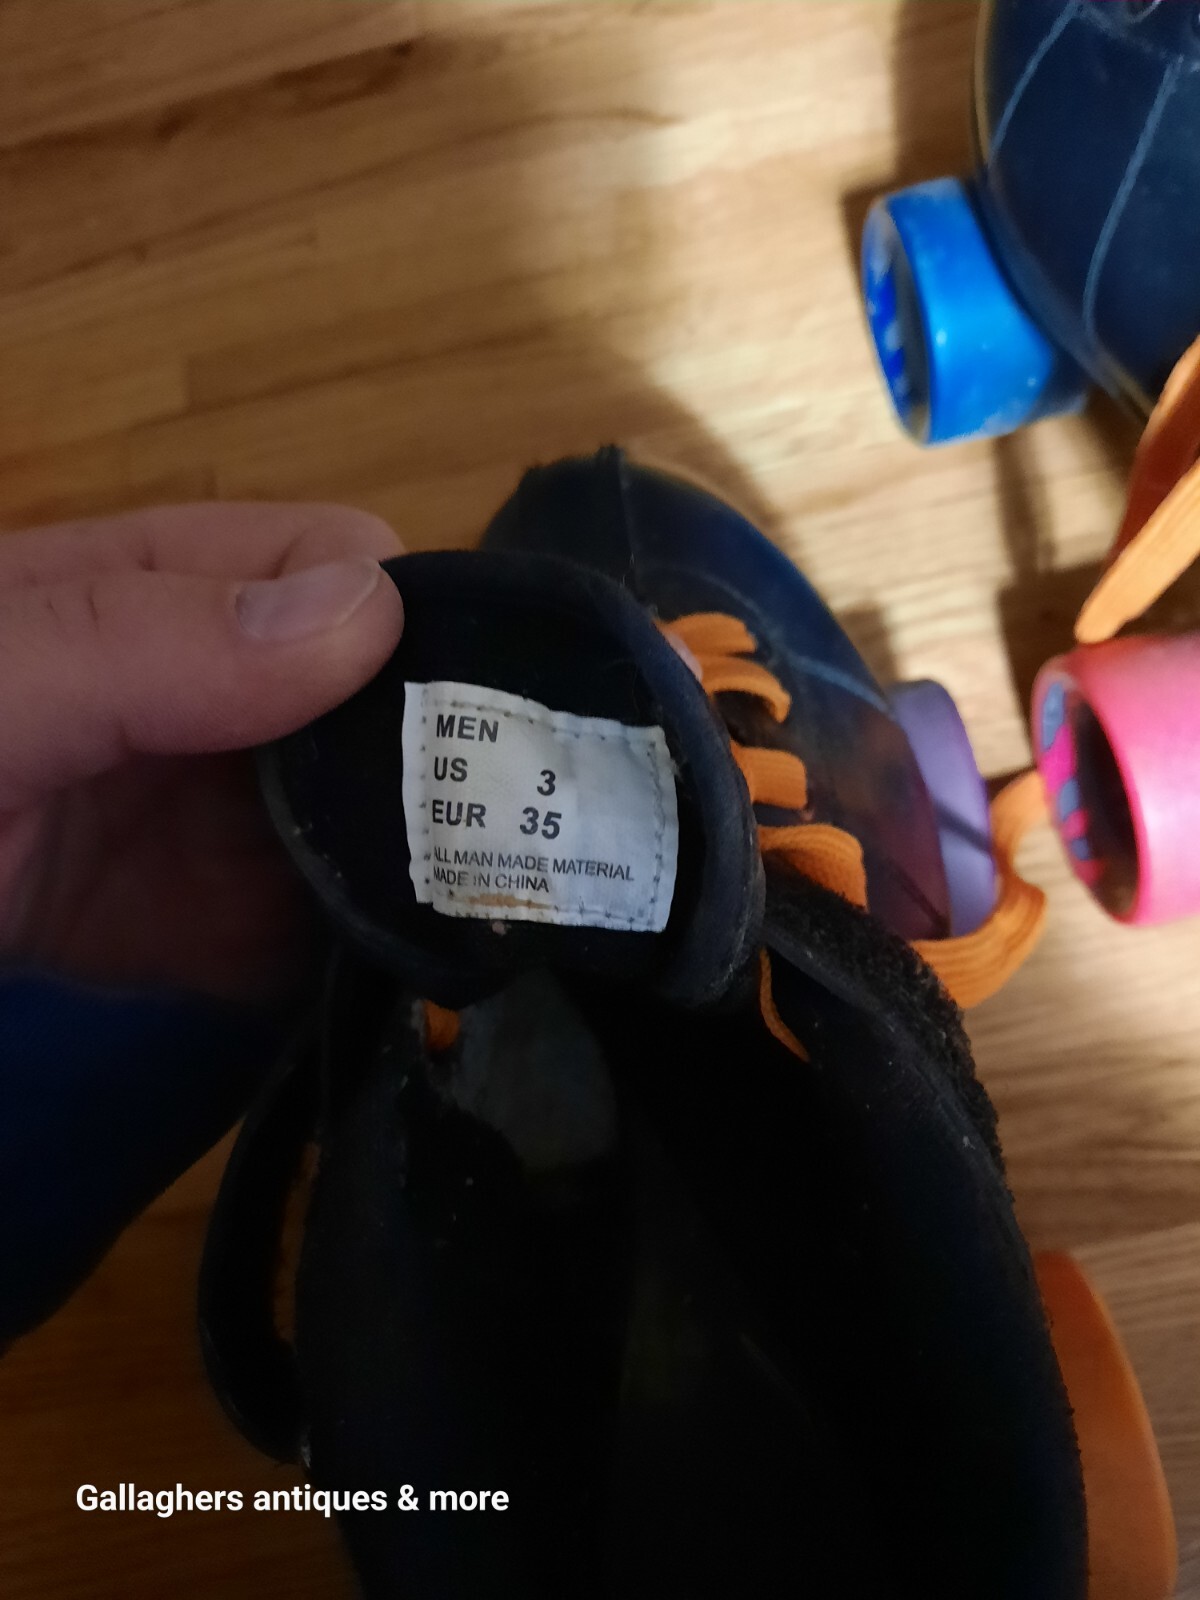 MEN
US 3
EUR 35
ALL MAN MADE MATERIAL
MADE IN CHINA
Gallaghers antiques & more